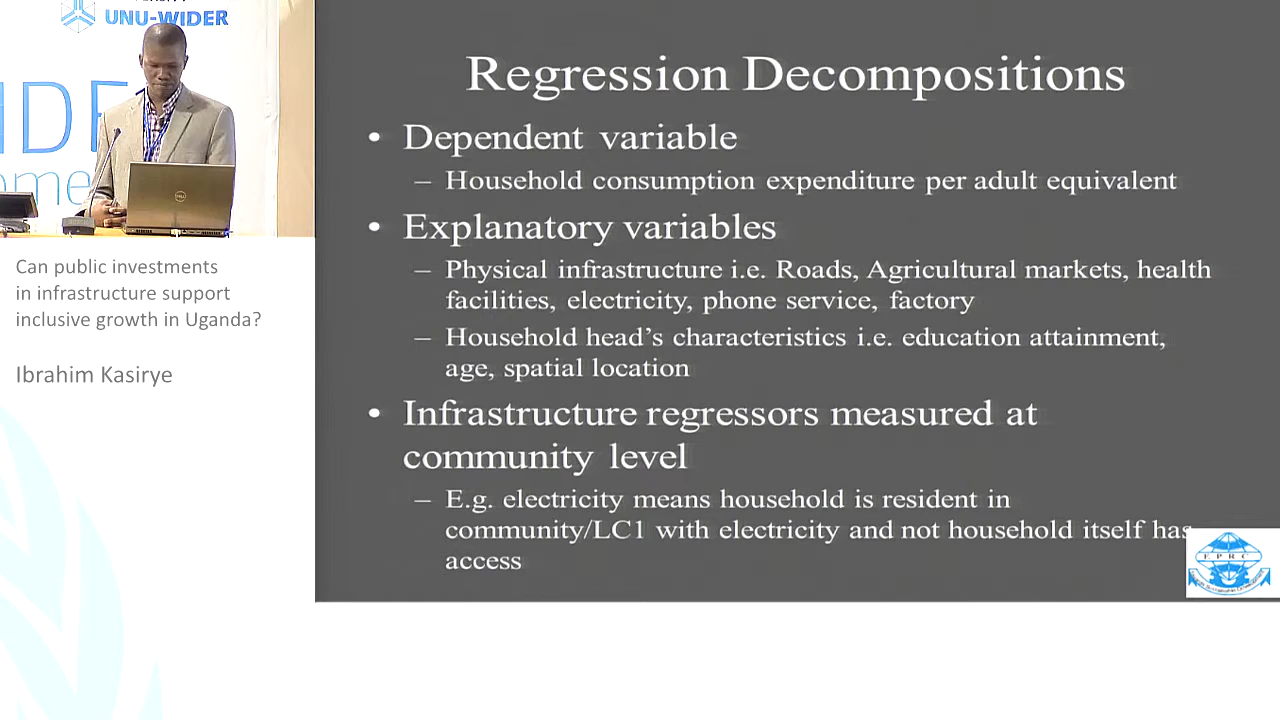 UNU-WIDER
Regression Decompositions
• Dependent variable
– Household consumption expenditure per adult equivalent
• Explanatory variables
– Physical infrastructure i.e. Roads, Agricultural markets, health
facilities, electricity, phone service, factory
– Household head's characteristics i.e. education attainment,
age, spatial location
• Infrastructure regressors measured at
community level
– E.g. electricity means household is resident in
community/LC1 with electricity and not household itself has
access
Can public investments
in infrastructure support
inclusive growth in Uganda?
Ibrahim Kasirye
DELL
EPRC